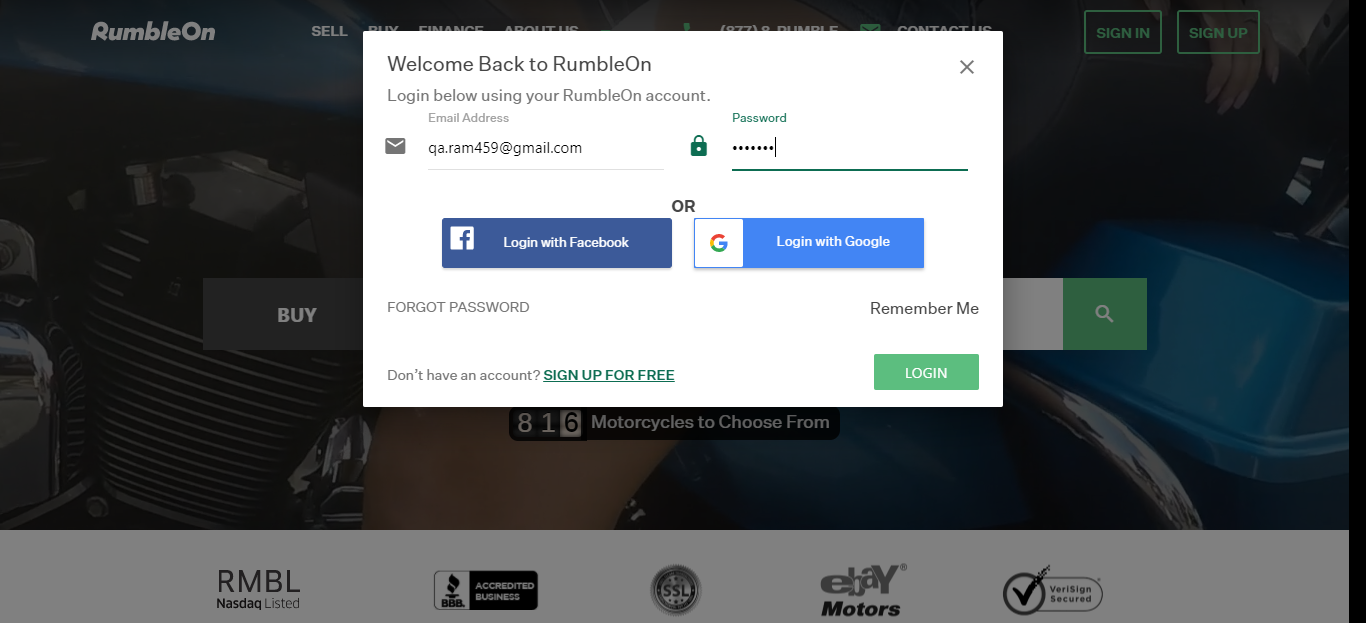 RumbleOn
SELL BUY FINANCE ABOUT US (877) 8-RUMBLE CONTACT US SIGN IN SIGN UP
Welcome Back to RumbleOn
Login below using your RumbleOn account.
Email Address Password
qa.ram459@gmail.com •••••••
OR
Login with Facebook G Login with Google
FORGOT PASSWORD Remember Me
BUY
Don't have an account? SIGN UP FOR FREE LOGIN
816 Motorcycles to Choose From
RMBL
Nasdaq Listed
BBB. ACCREDITED
BUSINESS
SSL
ebay®
Motors
VeriSign
Secured